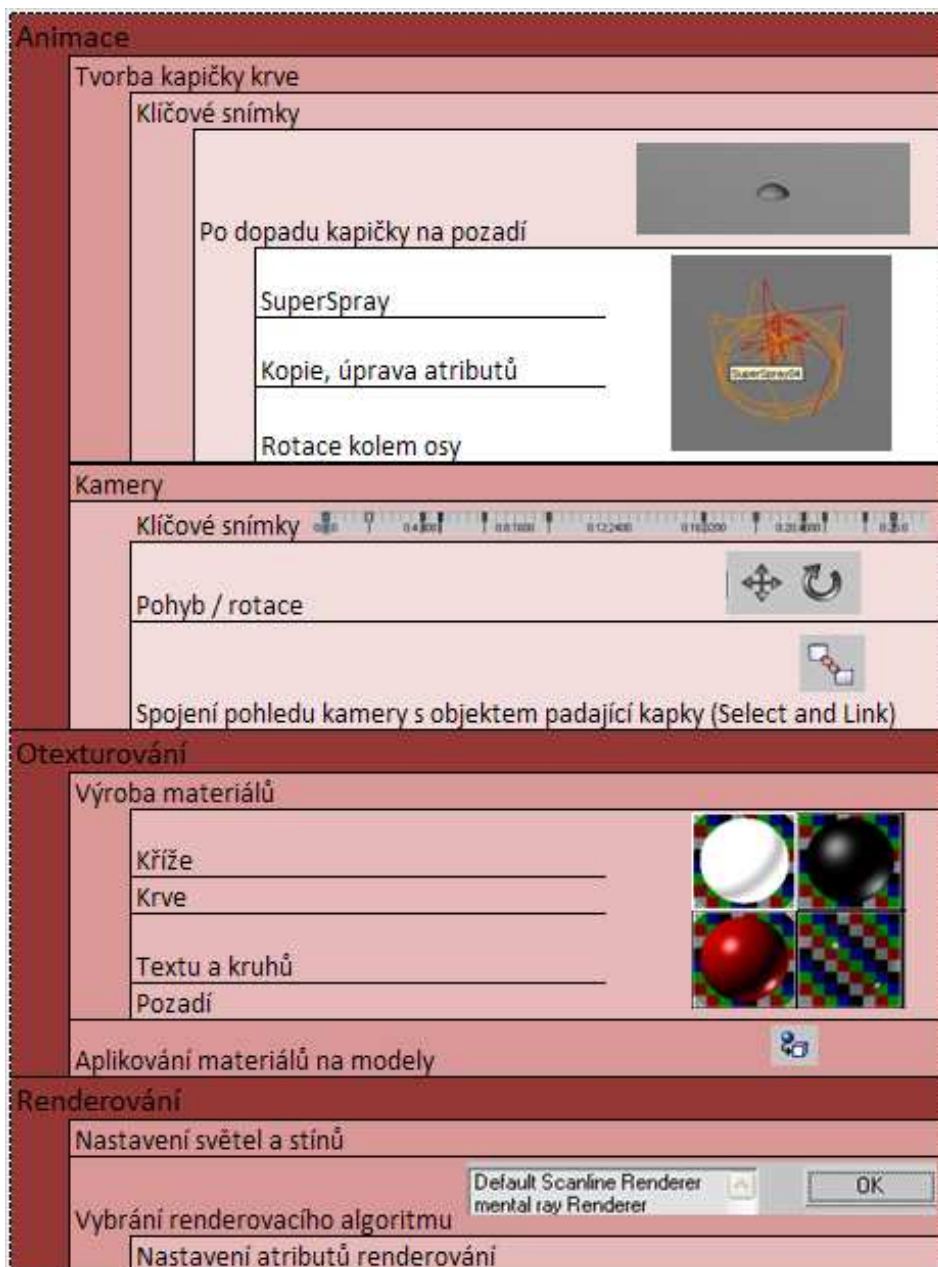 Animace
Tvorba kapičky krve
Klíčové snímky
Po dopadu kapičky na pozadí
SuperSpray
SuperSpray04
Kopie, úprava atributů
Rotace kolem osy
Kamery
Klíčové snímky
Pohyb / rotace
Spojení pohledu kamery s objektem padající kapky (Select and Link)
Otexturování
Výroba materiálů
Kříže
Krve
Textu a kruhů
Pozadí
Aplikování materiálů na modely
Renderování
Nastavení světel a stínů
Default Scanline Renderer
mental ray Renderer
OK
Vybrání renderovacího algoritmu
Nastavení atributů renderování